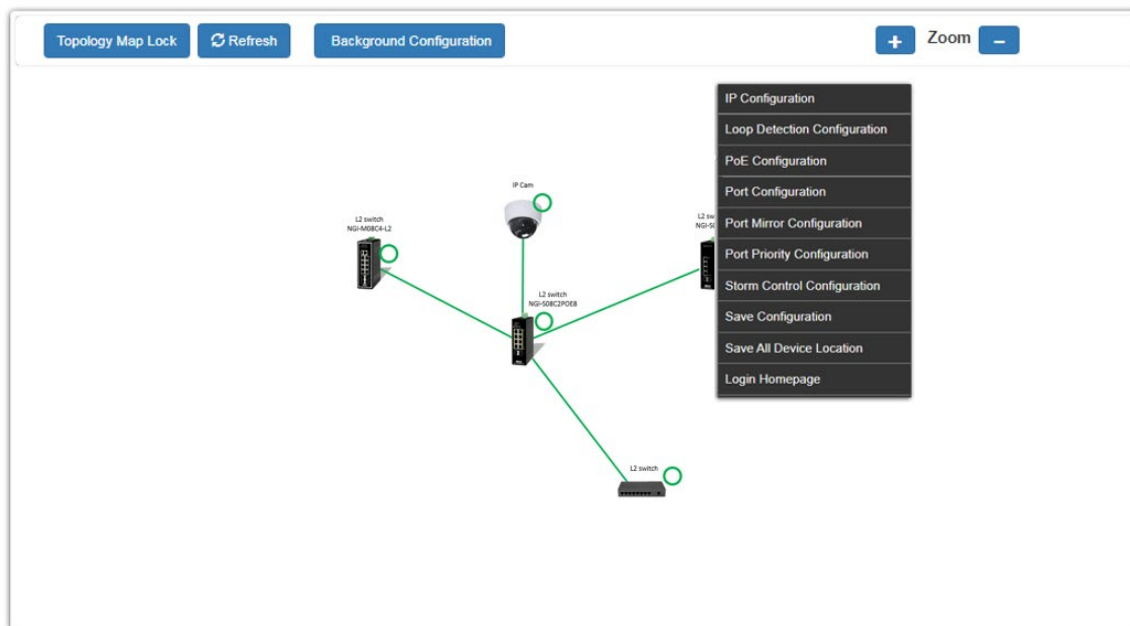 Topology Map Lock
Refresh
Background Configuration
Zoom
IP Configuration
Loop Detection Configuration
PoE Configuration
Port Configuration
Port Mirror Configuration
Port Priority Configuration
Storm Control Configuration
Save Configuration
Save All Device Location
Login Homepage
IP Cam
L2 switch
NGI-M08C4-L2
L2 switch
NGI-S08C2POE8
L2
L2 switch